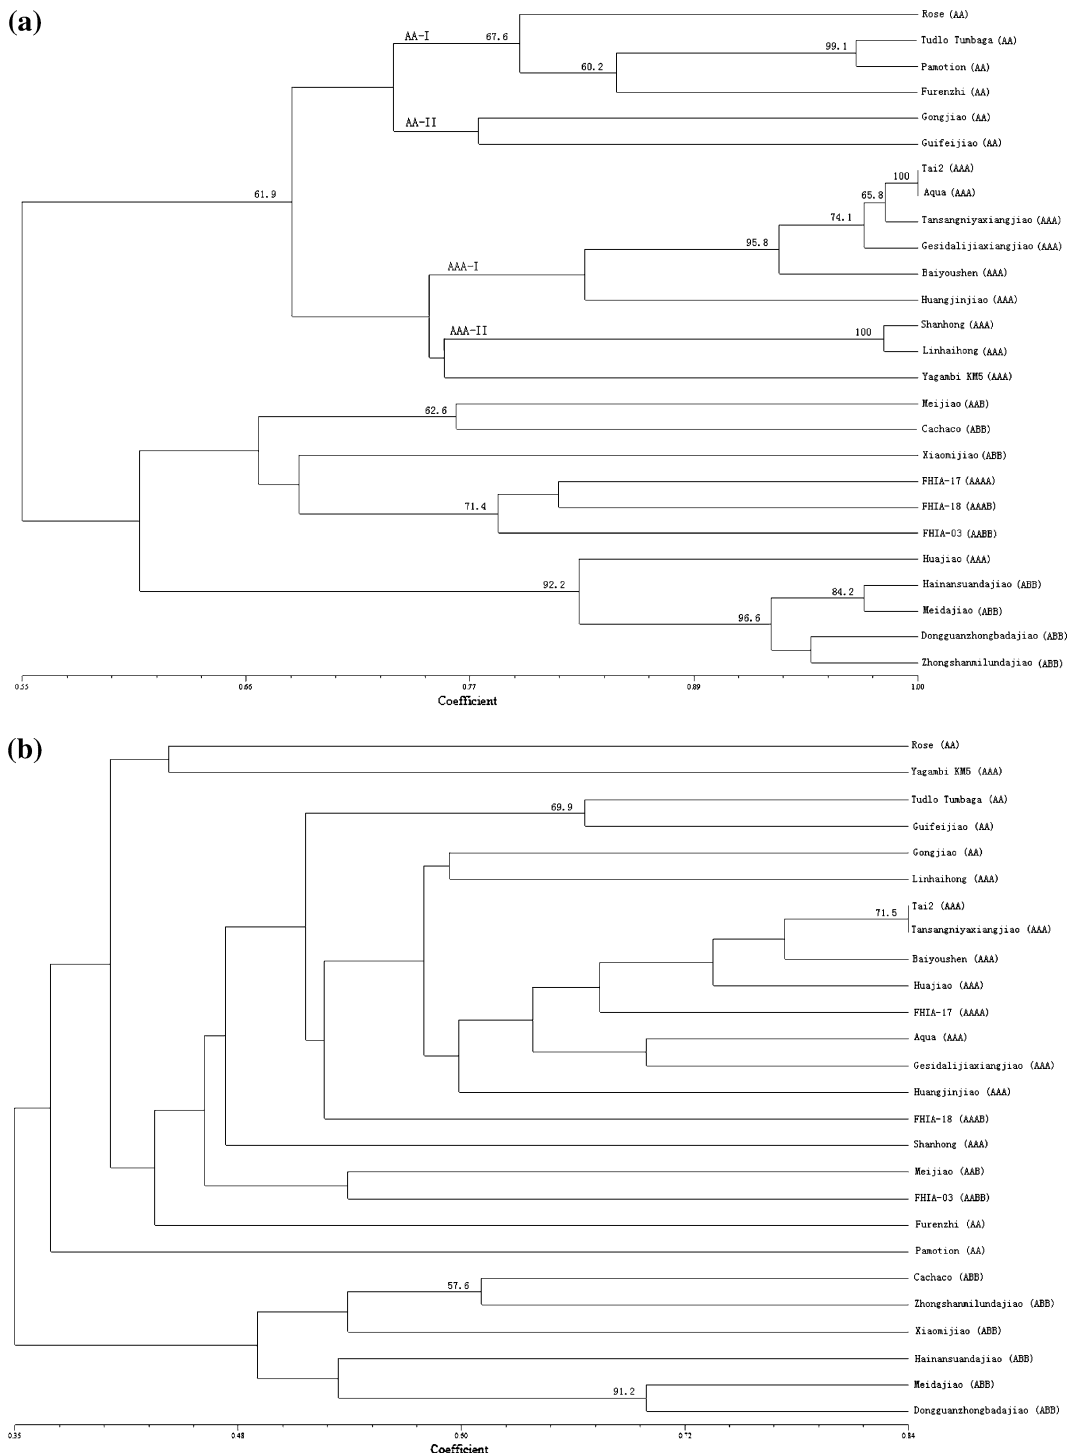 (a)
Rose (AA)
AA-I
67.6
Tudlo Tumbaga (AA)
99.1
60.2
Pamotion (AA)
Furenzhi (AA)
Gongjiao (AA)
AA-II
Guifeijiao (AA)
Tai2 (AAA)
100
Aqua (AAA)
61.9
65.8
Tansangniyaxiangjiao (AAA)
74.1
95.8
Gesidalijiaxiangjiao (AAA)
AAA-I
Baiyoushen (AAA)
Huangjinjiao (AAA)
Shanhong (AAA)
AAA-II
100
Linhaihong (AAA)
Yagambi KM5 (AAA)
Meijiao (AAB)
62.6
Cachaco (ABB)
Xiaomijiao (ABB)
FHIA-17 (AAAA)
71.4
FHIA-18 (AAAB)
FHIA-03 (AABB)
Huajiao (AAA)
92.2
Hainansuandajiao (ABB)
84.2
Meidajiao (ABB)
96.6
Dongguanzhongbadajiao (ABB)
Zhongshanmilundajiao (ABB)
0.66 0.77 0.89 1.00
Coefficient
(b)
Rose (AA)
Yagambi KM5 (AAA)
Tudlo Tumbaga (AA)
69.9
Guifeijiao (AA)
Gongjiao (AA)
Linhaihong (AAA)
Tai2 (AAA)
71.5
Tansangniyaxiangjiao (AAA)
Baiyoushen (AAA)
Huajiao (AAA)
FHIA-17 (AAAA)
Aqua (AAA)
Gesidalijiaxiangjiao (AAA)
Huangjinjiao (AAA)
FHIA-18 (AAAB)
Shanhong (AAA)
Meijiao (AAB)
FHIA-03 (AABB)
Furenzhi (AA)
Pamotion (AA)
Cachaco (ABB)
57.6
Zhongshanmilundajiao (ABB)
Xiaomijiao (ABB)
Hainansuandajiao (ABB)
Meidajiao (ABB)
91.2
Dongguanzhongbadajiao (ABB)
0.48 0.60 0.72 0.84
Coefficient